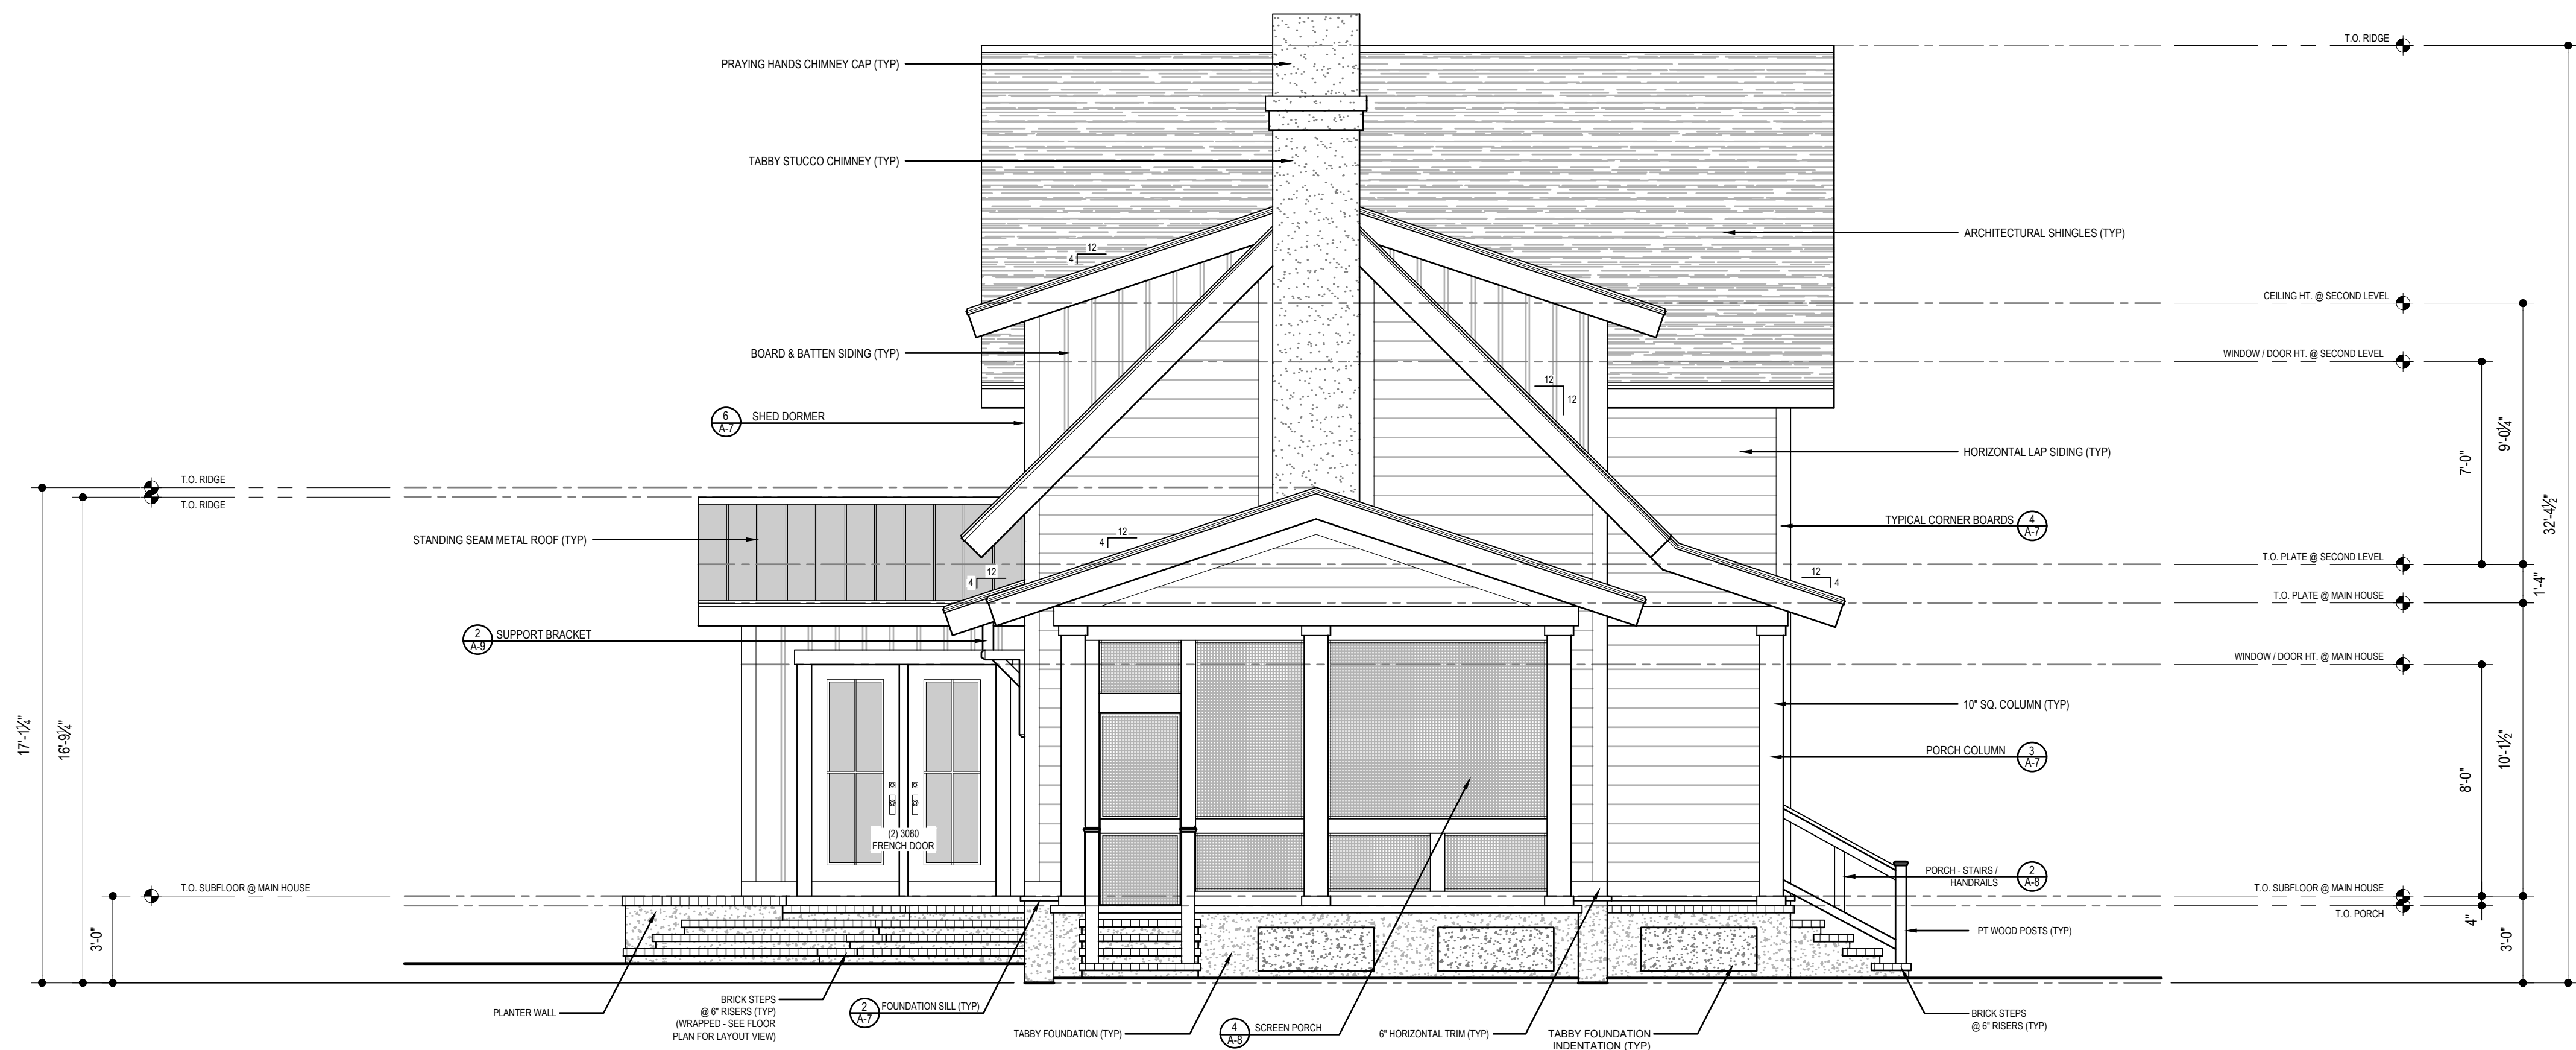 T.O. RIDGE
PRAYING HANDS CHIMNEY CAP (TYP)
TABBY STUCCO CHIMNEY (TYP)
ARCHITECTURAL SHINGLES (TYP)
12
4
CEILING HT. @ SECOND LEVEL
BOARD & BATTEN SIDING (TYP)
WINDOW / DOOR HT. @ SECOND LEVEL
12
12
6
A-7
SHED DORMER
9'-0¼"
7'-0"
HORIZONTAL LAP SIDING (TYP)
T.O. RIDGE
T.O. RIDGE
32'-4½"
TYPICAL CORNER BOARDS
4
A-7
STANDING SEAM METAL ROOF (TYP)
12
4
T.O. PLATE @ SECOND LEVEL
12
4
12
4
1'-4"
T.O. PLATE @ MAIN HOUSE
2
A-9
SUPPORT BRACKET
WINDOW / DOOR HT. @ MAIN HOUSE
10" SQ. COLUMN (TYP)
17'-1¼"
16'-9¼"
PORCH COLUMN
3
A-7
10'-1½"
8'-0"
(2) 3080
FRENCH DOOR
PORCH - STAIRS /
HANDRAILS
2
A-8
T.O. SUBFLOOR @ MAIN HOUSE
T.O. SUBFLOOR @ MAIN HOUSE
T.O. PORCH
4"
3'-0"
3'-0"
PT WOOD POSTS (TYP)
PLANTER WALL
BRICK STEPS
@ 6" RISERS (TYP)
(WRAPPED - SEE FLOOR
PLAN FOR LAYOUT VIEW)
2
A-7
FOUNDATION SILL (TYP)
TABBY FOUNDATION (TYP)
4
A-8
SCREEN PORCH
6" HORIZONTAL TRIM (TYP)
TABBY FOUNDATION
INDENTATION (TYP)
BRICK STEPS
@ 6" RISERS (TYP)